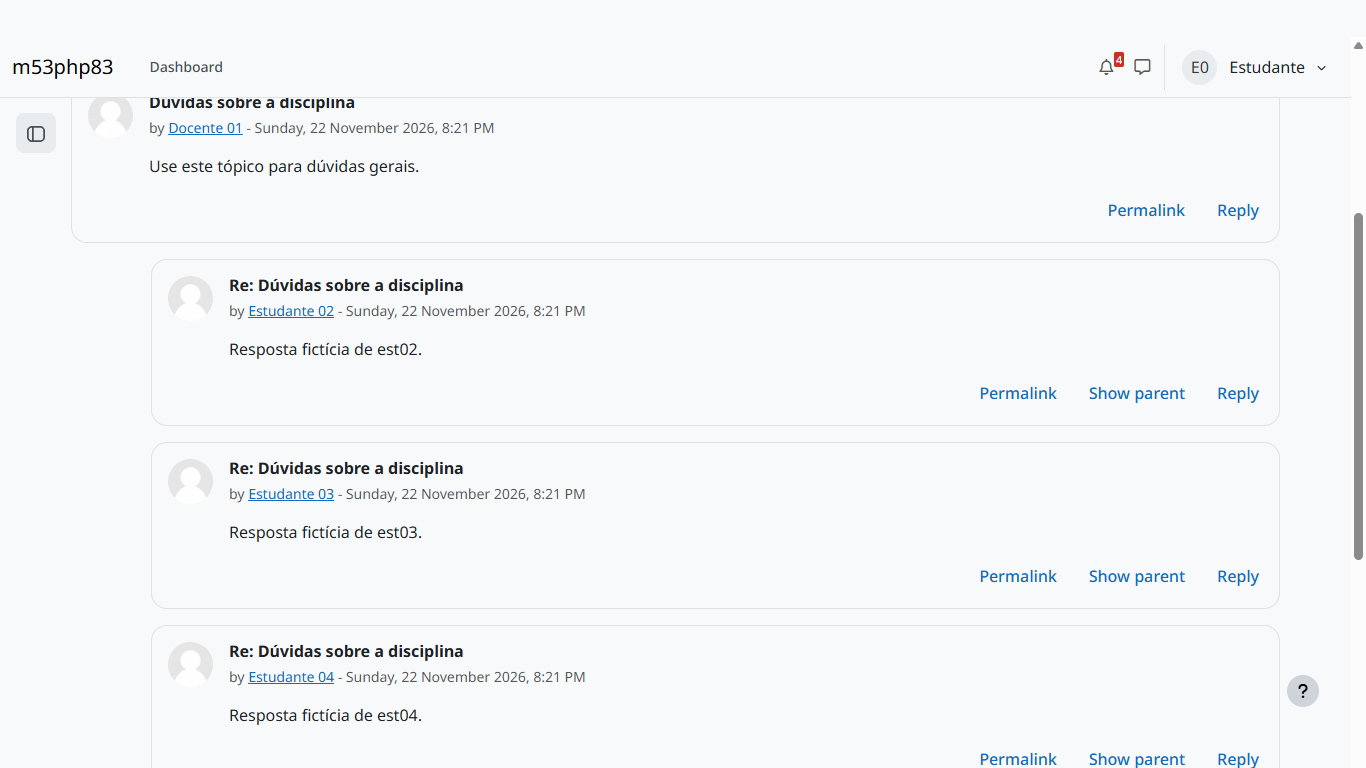 m53php83
Dashboard
4
E0
Estudante
Dúvidas sobre a disciplina
by Docente 01 - Sunday, 22 November 2026, 8:21 PM
Use este tópico para dúvidas gerais.
Permalink Reply
Re: Dúvidas sobre a disciplina
by Estudante 02 - Sunday, 22 November 2026, 8:21 PM
Resposta fictícia de est02.
Permalink Show parent Reply
Re: Dúvidas sobre a disciplina
by Estudante 03 - Sunday, 22 November 2026, 8:21 PM
Resposta fictícia de est03.
Permalink Show parent Reply
Re: Dúvidas sobre a disciplina
by Estudante 04 - Sunday, 22 November 2026, 8:21 PM
Resposta fictícia de est04.
Permalink Show parent Reply
?